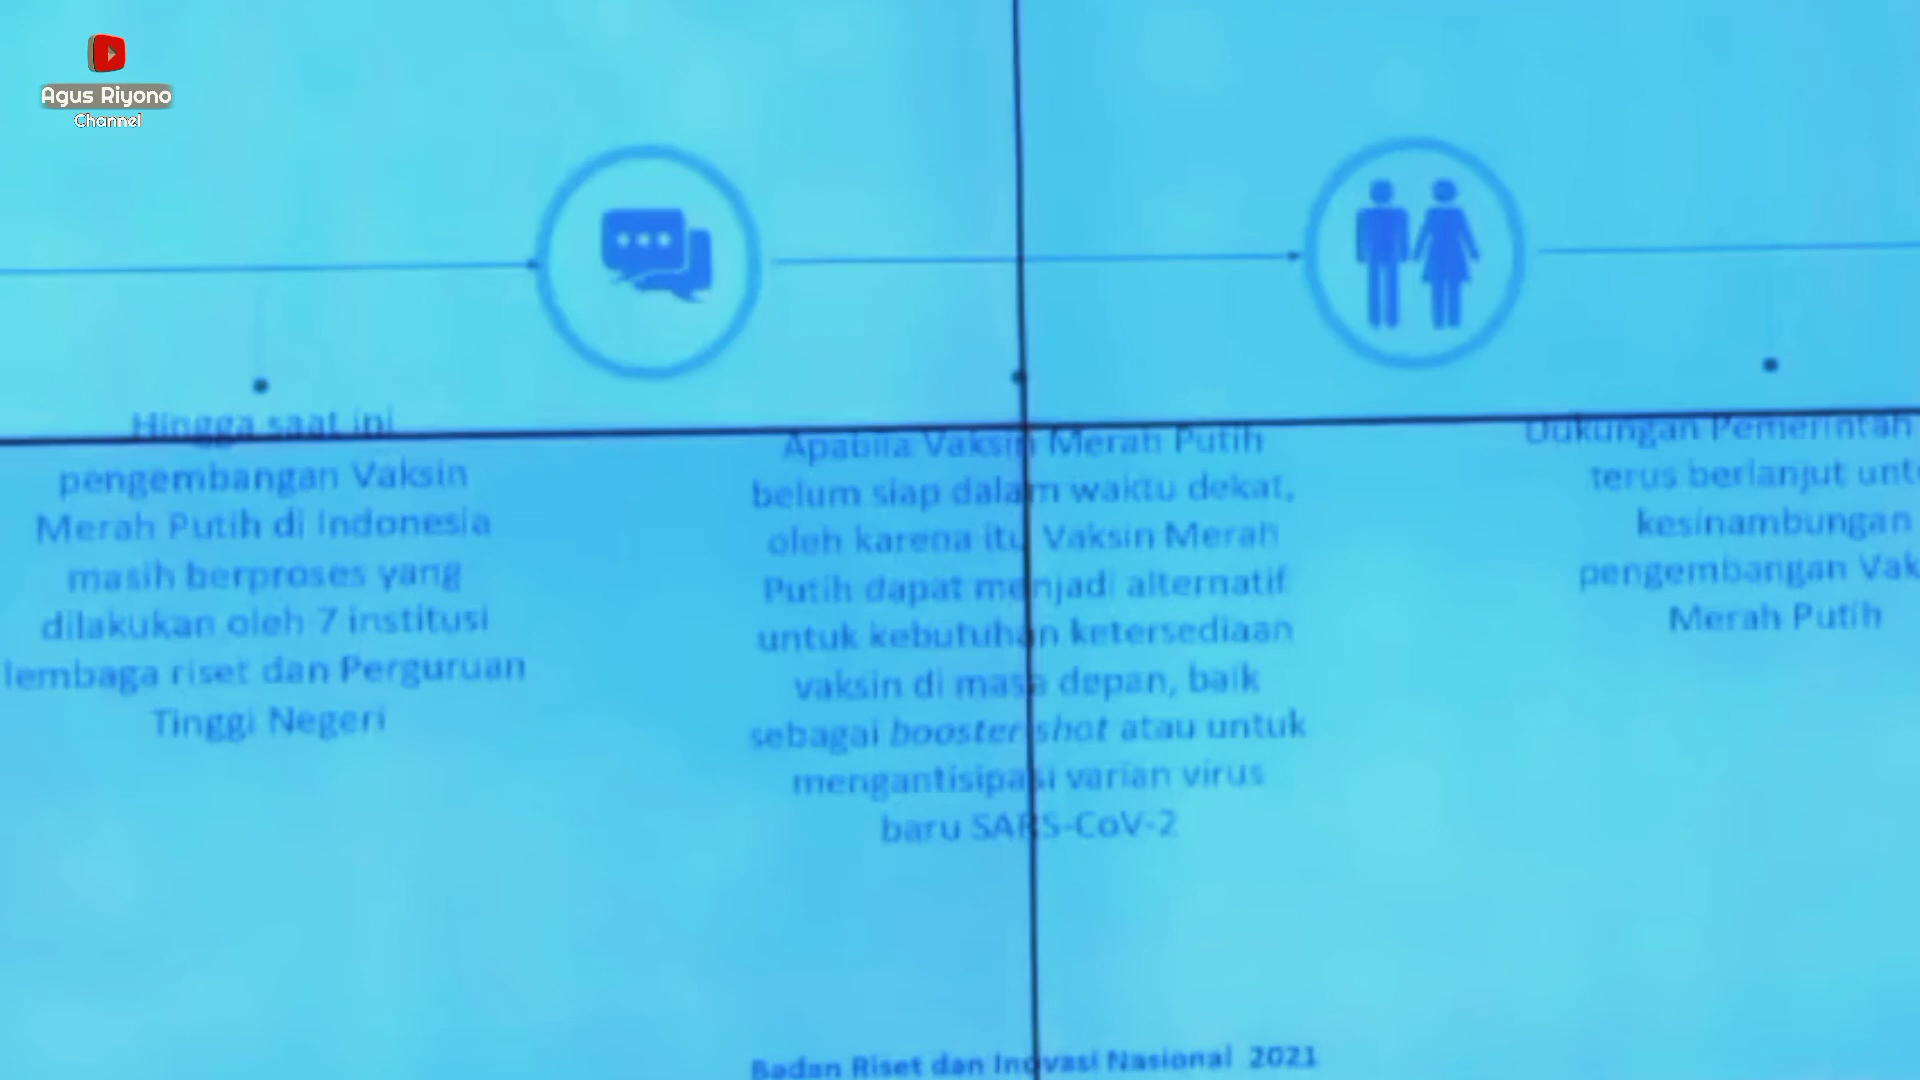 Agus Riyono
Channel
Hingga saat ini
pengembangan Vaksin
Merah Putih di Indonesia
masih berproses yang
dilakukan oleh 7 institusi
lembaga riset dan Perguruan
Tinggi Negeri
Apabila Vaksin Merah Putih
belum siap dalam waktu dekat,
oleh karena itu Vaksin Merah
Putih dapat menjadi alternatif
untuk kebutuhan ketersediaan
vaksin di masa depan, baik
sebagai booster shot atau untuk
mengantisipasi varian virus
baru SARS-CoV-2
Dukungan Pemerintah
terus berlanjut unt
kesinambungan
pengembangan Vak
Merah Putih
Badan Riset dan Inovasi Nasional 2021